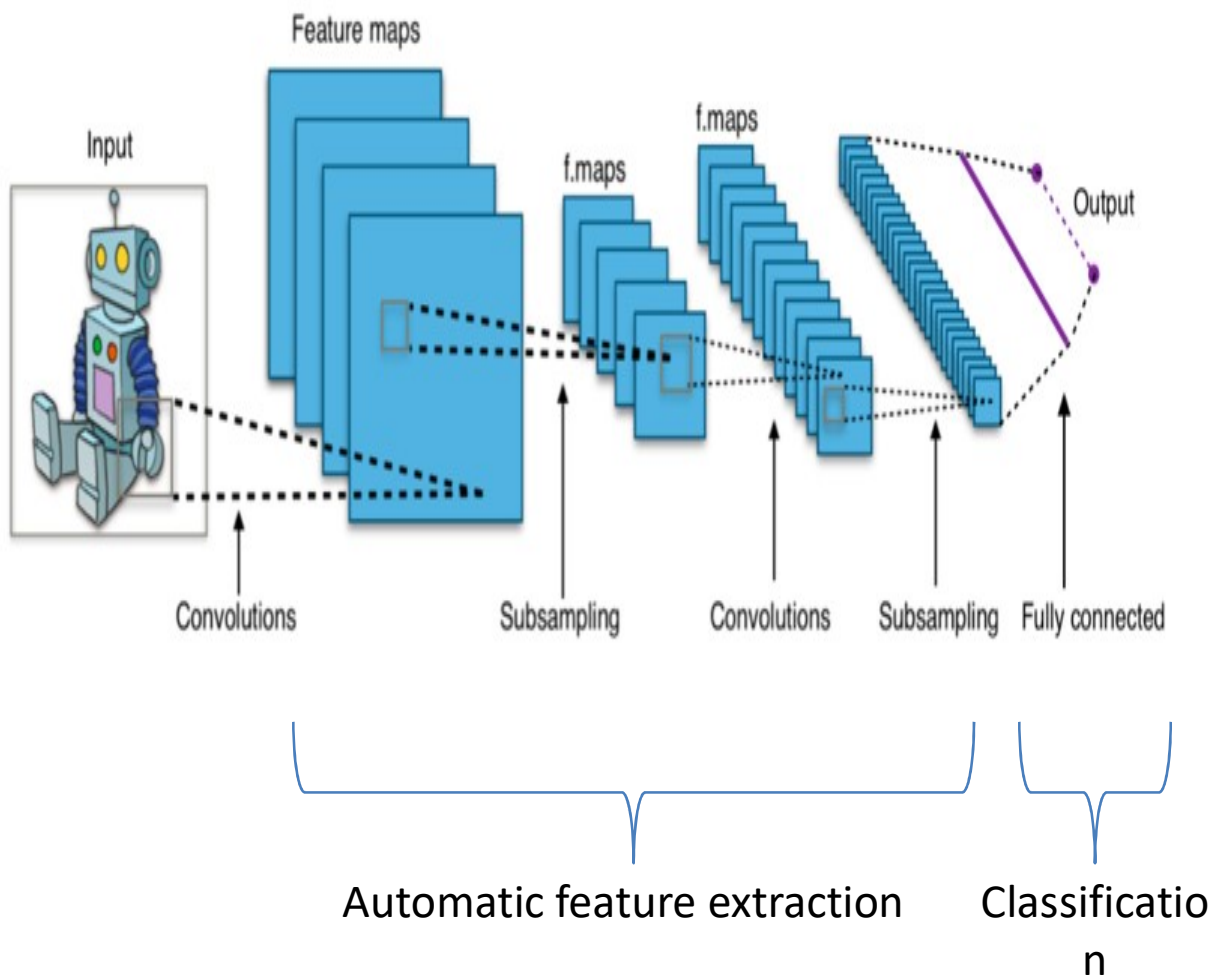 Feature maps
Input
f.maps
f.maps
Output
Convolutions
Subsampling
Convolutions
Subsampling
Fully connected
Automatic feature extraction
Classificatio
n